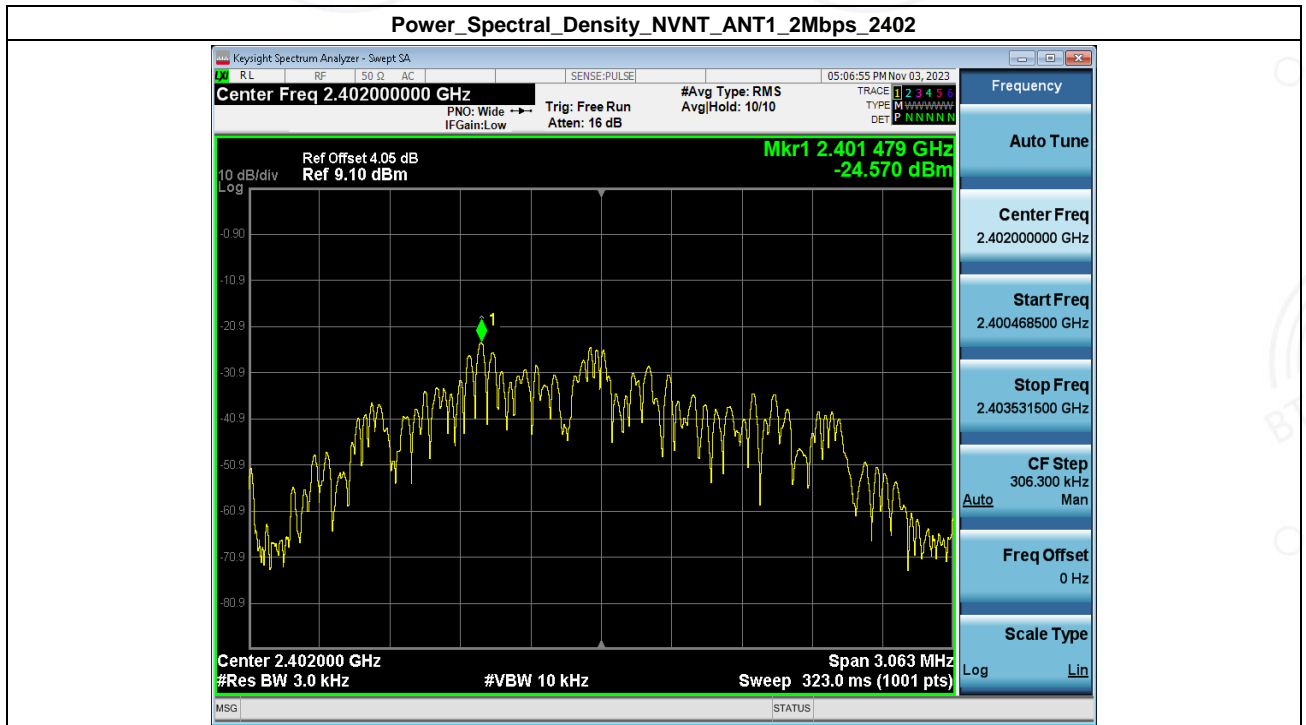 Power_Spectral_Density_NVNT_ANT1_2Mbps_2402
Keysight Spectrum Analyzer - Swept SA
LXI RL RF 50 Ω AC SENSE:PULSE 05:06:55 PM Nov 03, 2023
Center Freq 2.402000000 GHz
PNO: Wide
IFGain:Low
Trig: Free Run
Atten: 16 dB
#Avg Type: RMS
Avg|Hold: 10/10
TRACE 1 2 3 4 5 6
TYPE M WWWWW
DET P N N N N N
Mkr1 2.401 479 GHz
-24.570 dBm
Ref Offset 4.05 dB
10 dB/div Ref 9.10 dBm
Log
1
-0.90
-10.9
-20.9
-30.9
-40.9
-50.9
-60.9
-70.9
-80.9
Center 2.402000 GHz Span 3.063 MHz
#Res BW 3.0 kHz #VBW 10 kHz Sweep 323.0 ms (1001 pts)
MSG STATUS
Frequency
Auto Tune
Center Freq
2.402000000 GHz
Start Freq
2.400468500 GHz
Stop Freq
2.403531500 GHz
CF Step
306.300 kHz
Auto Man
Freq Offset
0 Hz
Scale Type
Log Lin